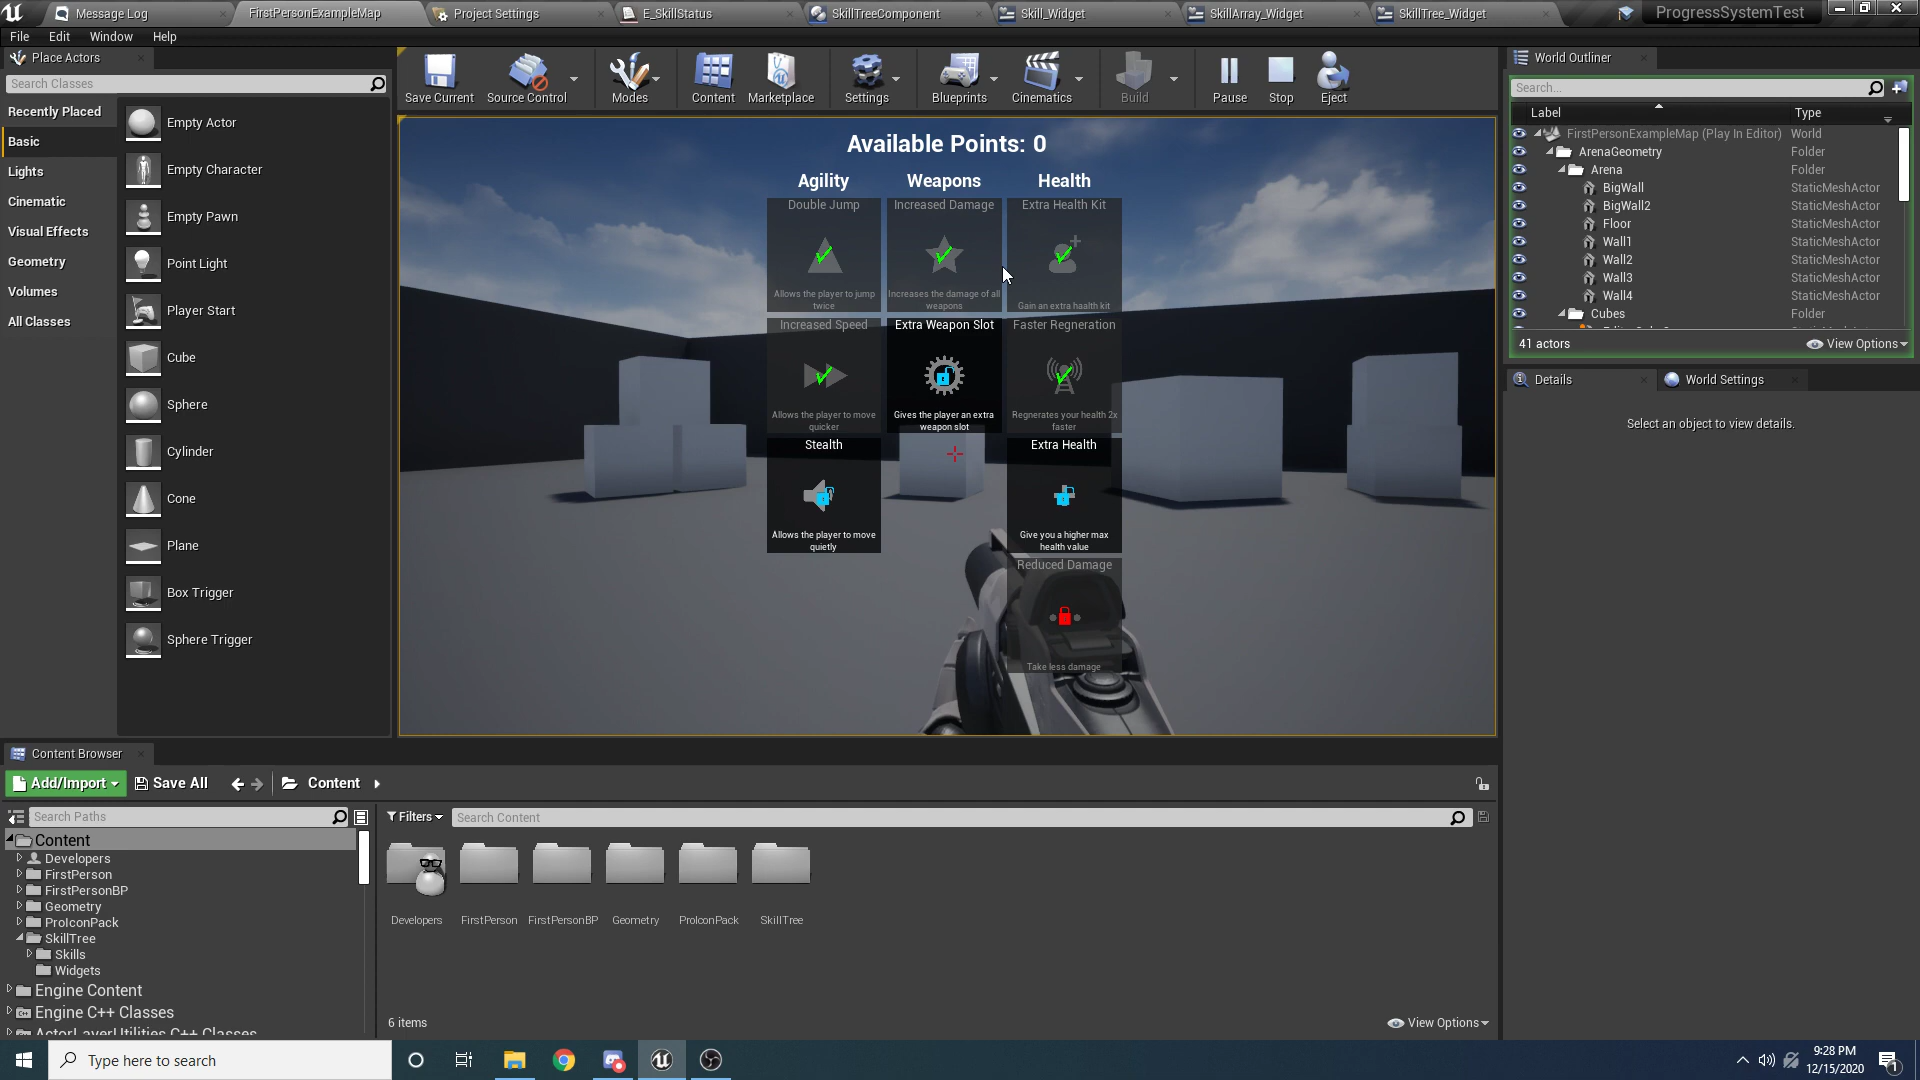 Message Log
FirstPersonExampleMap
Project Settings
E_SkillStatus
SkillTreeComponent
Skill_Widget
SkillArray_Widget
SkillTree_Widget
ProgressSystemTest
File Edit Window Help
Place Actors
Search Classes
Recently Placed
Basic
Lights
Cinematic
Visual Effects
Geometry
Volumes
All Classes
Empty Actor
Empty Character
Empty Pawn
Point Light
Player Start
Cube
Sphere
Cylinder
Cone
Plane
Box Trigger
Sphere Trigger
Save Current
Source Control
Modes
Content
Marketplace
Settings
Blueprints
Cinematics
Build
Pause
Stop
Eject
Available Points: 0
Agility
Weapons
Health
Double Jump
Allows the player to jump
twice
Increased Damage
Increases the damage of all
weapons
Extra Health Kit
Gain an extra haalth kit
Increased Speed
Allows the player to move
quicker
Extra Weapon Slot
Gives the player an extra
weapon slot
Faster Regneration
Regnerates your health 2x
faster
Stealth
Allows the player to move
quietly
Extra Health
Give you a higher max
health value
Reduced Damage
Take less damage
World Outliner
Search...
Label Type
FirstPersonExampleMap (Play In Editor) World
ArenaGeometry Folder
Arena Folder
BigWall StaticMeshActor
BigWall2 StaticMeshActor
Floor StaticMeshActor
Wall1 StaticMeshActor
Wall2 StaticMeshActor
Wall3 StaticMeshActor
Wall4 StaticMeshActor
Cubes Folder
41 actors
View Options
Details
World Settings
Select an object to view details.
Content Browser
Add/Import
Save All
Content
Search Paths
Content
Developers
FirstPerson
FirstPersonBP
Geometry
ProIconPack
SkillTree
Skills
Widgets
Engine Content
Engine C++ Classes
ActorLayerUtilities C++ Classes
Filters
Search Content
Developers
FirstPerson
FirstPersonBP
Geometry
ProIconPack
SkillTree
6 items
View Options
Type here to search
9:28 PM
12/15/2020
1